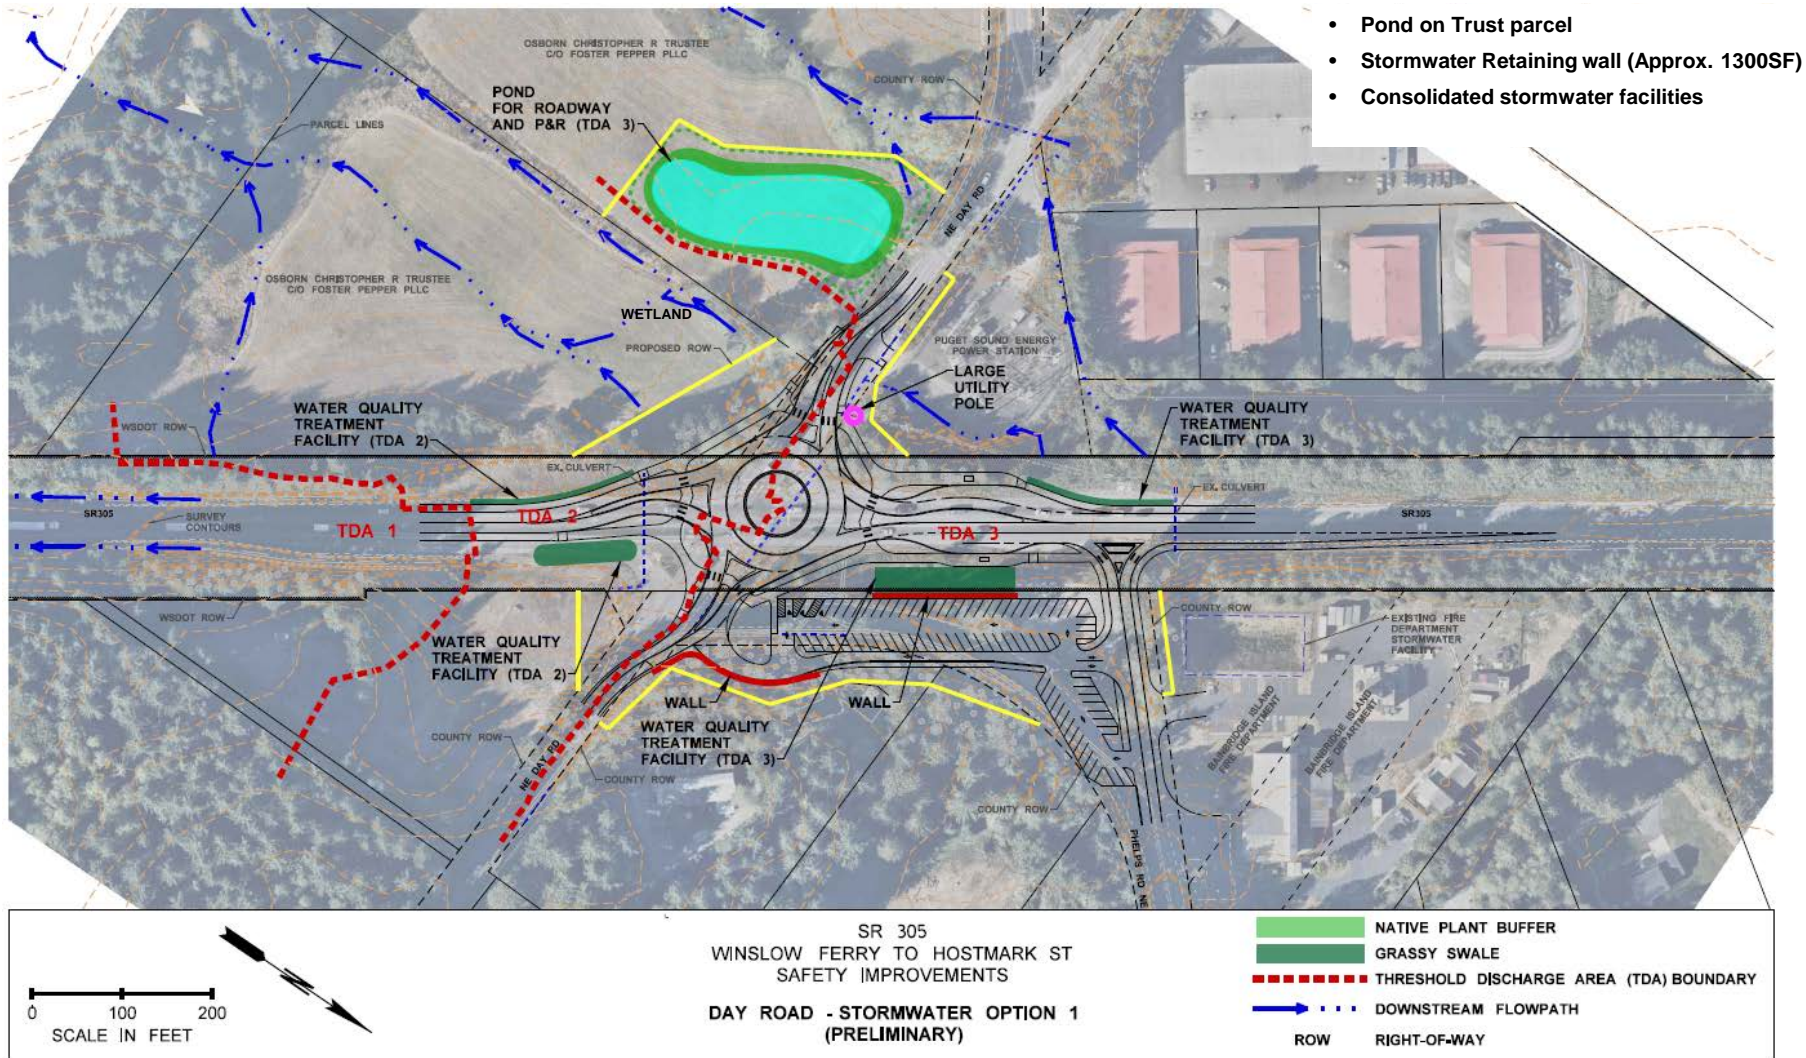 • Pond on Trust parcel
• Stormwater Retaining wall (Approx. 1300SF)
• Consolidated stormwater facilities
OSBORN CHRISTOPHER R TRUSTEE
C/O FOSTER PEPPER PLLC
COUNTY ROW
POND
FOR ROADWAY
AND P&R (TDA 3)
PARCEL LINES
NE DAY RD
OSBORN CHRISTOPHER R TRUSTEE
C/O FOSTER PEPPER PLLC
WETLAND
PROPOSED ROW
PUGET SOUND ENERGY
POWER STATION
LARGE
UTILITY
POLE
WATER QUALITY
TREATMENT
FACILITY (TDA 2)
WATER QUALITY
TREATMENT
FACILITY (TDA 3)
WSDOT ROW
EX. CULVERT
EX. CULVERT
SR305
SURVEY
CONTOURS
TDA 1
TDA 2
TDA 3
SR305
WSDOT ROW
COUNTY ROW
EXISTING FIRE
DEPARTMENT
STORMWATER
FACILITY
WATER QUALITY
TREATMENT
FACILITY (TDA 2)
WALL
WALL
WATER QUALITY
TREATMENT
FACILITY (TDA 3)
BAINBRIDGE ISLAND
FIRE DEPARTMENT
BAINBRIDGE ISLAND
FIRE DEPARTMENT
COUNTY ROW
NE DAY RD
COUNTY ROW
COUNTY ROW
PHELPS RD NE
0 100 200
SCALE IN FEET
N
SR 305
WINSLOW FERRY TO HOSTMARK ST
SAFETY IMPROVEMENTS
DAY ROAD - STORMWATER OPTION 1
(PRELIMINARY)
NATIVE PLANT BUFFER
GRASSY SWALE
THRESHOLD DISCHARGE AREA (TDA) BOUNDARY
DOWNSTREAM FLOWPATH
ROW RIGHT-OF-WAY